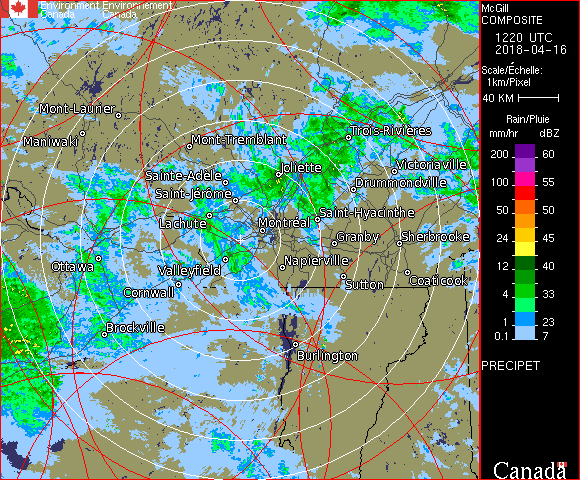 Environment Environnement
Canada Canada
Mont-Laurier
Maniwaki
Mont-Tremblant
Trois-Rivières
Sainte-Adele
Joliette
Victoriaville
Saint-Jérôme
Drummondville
Lachute
Saint-Hyacinthe
Montréal
Granby
Sherbrooke
Ottawa
Valleyfield
Napierville
Cornwall
Sutton
Coaticook
Brockville
Burlington
McGill
COMPOSITE
1220 UTC
2018-04-16
Scale/Échelle:
1km/Pixel
40 KM
Rain/Pluie
mm/hr dBZ
200 60
100 55
50 50
24 45
12 40
4 33
1 23
0.1 7
PRECIPET
Canada